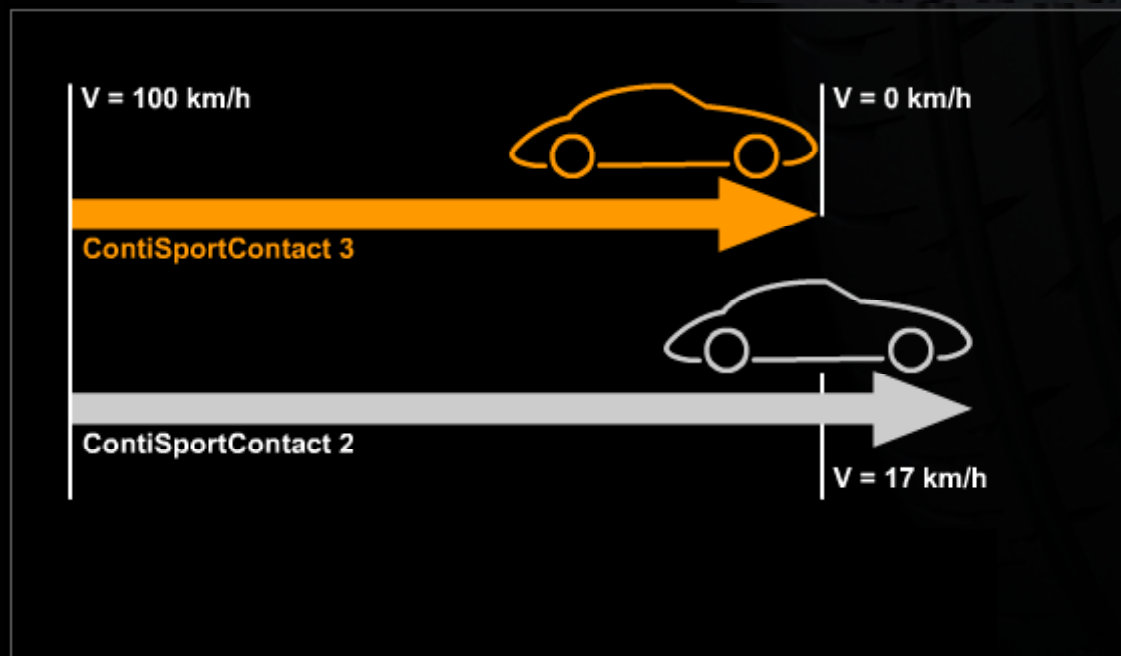 V = 100 km/h
V = 0 km/h
ContiSportContact 3
ContiSportContact 2
V = 17 km/h